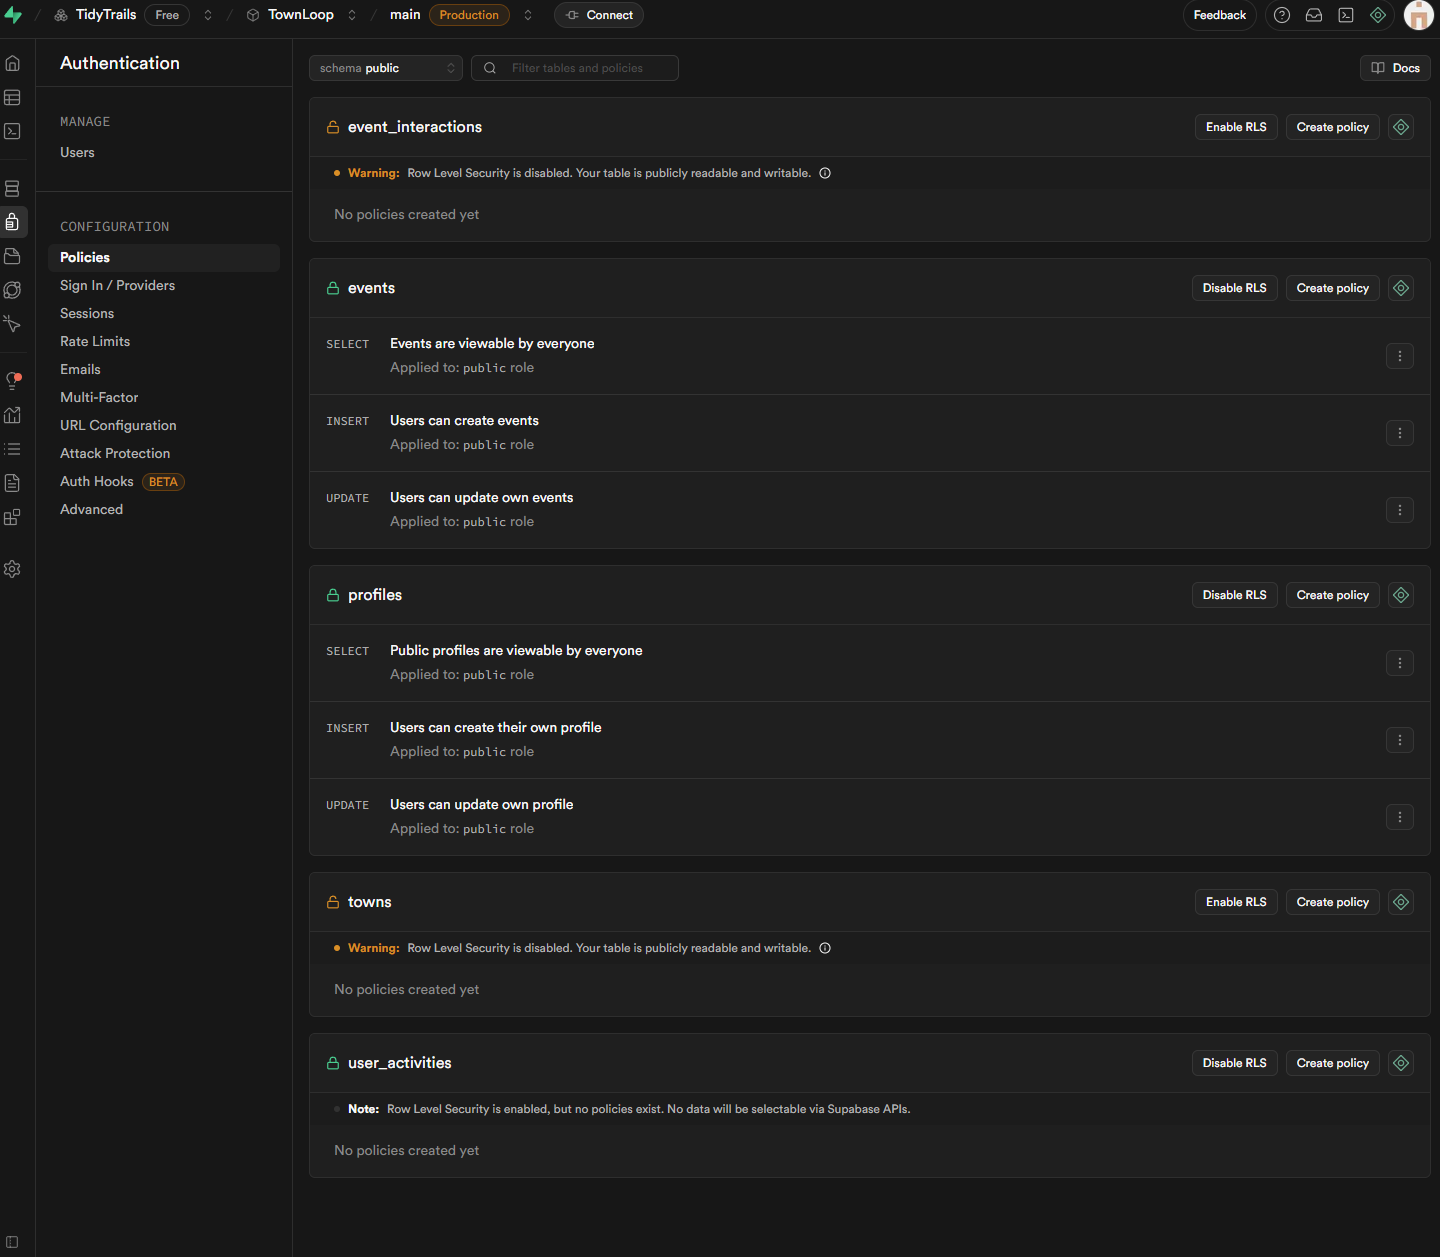 TidyTrails Free TownLoop main Production Connect Feedback
Authentication
MANAGE
Users
CONFIGURATION
Policies
Sign In / Providers
Sessions
Rate Limits
Emails
Multi-Factor
URL Configuration
Attack Protection
Auth Hooks BETA
Advanced
schema public Filter tables and policies Docs
event_interactions Enable RLS Create policy
Warning: Row Level Security is disabled. Your table is publicly readable and writable.
No policies created yet
events Disable RLS Create policy
SELECT Events are viewable by everyone
Applied to: public role
INSERT Users can create events
Applied to: public role
UPDATE Users can update own events
Applied to: public role
profiles Disable RLS Create policy
SELECT Public profiles are viewable by everyone
Applied to: public role
INSERT Users can create their own profile
Applied to: public role
UPDATE Users can update own profile
Applied to: public role
towns Enable RLS Create policy
Warning: Row Level Security is disabled. Your table is publicly readable and writable.
No policies created yet
user_activities Disable RLS Create policy
Note: Row Level Security is enabled, but no policies exist. No data will be selectable via Supabase APIs.
No policies created yet